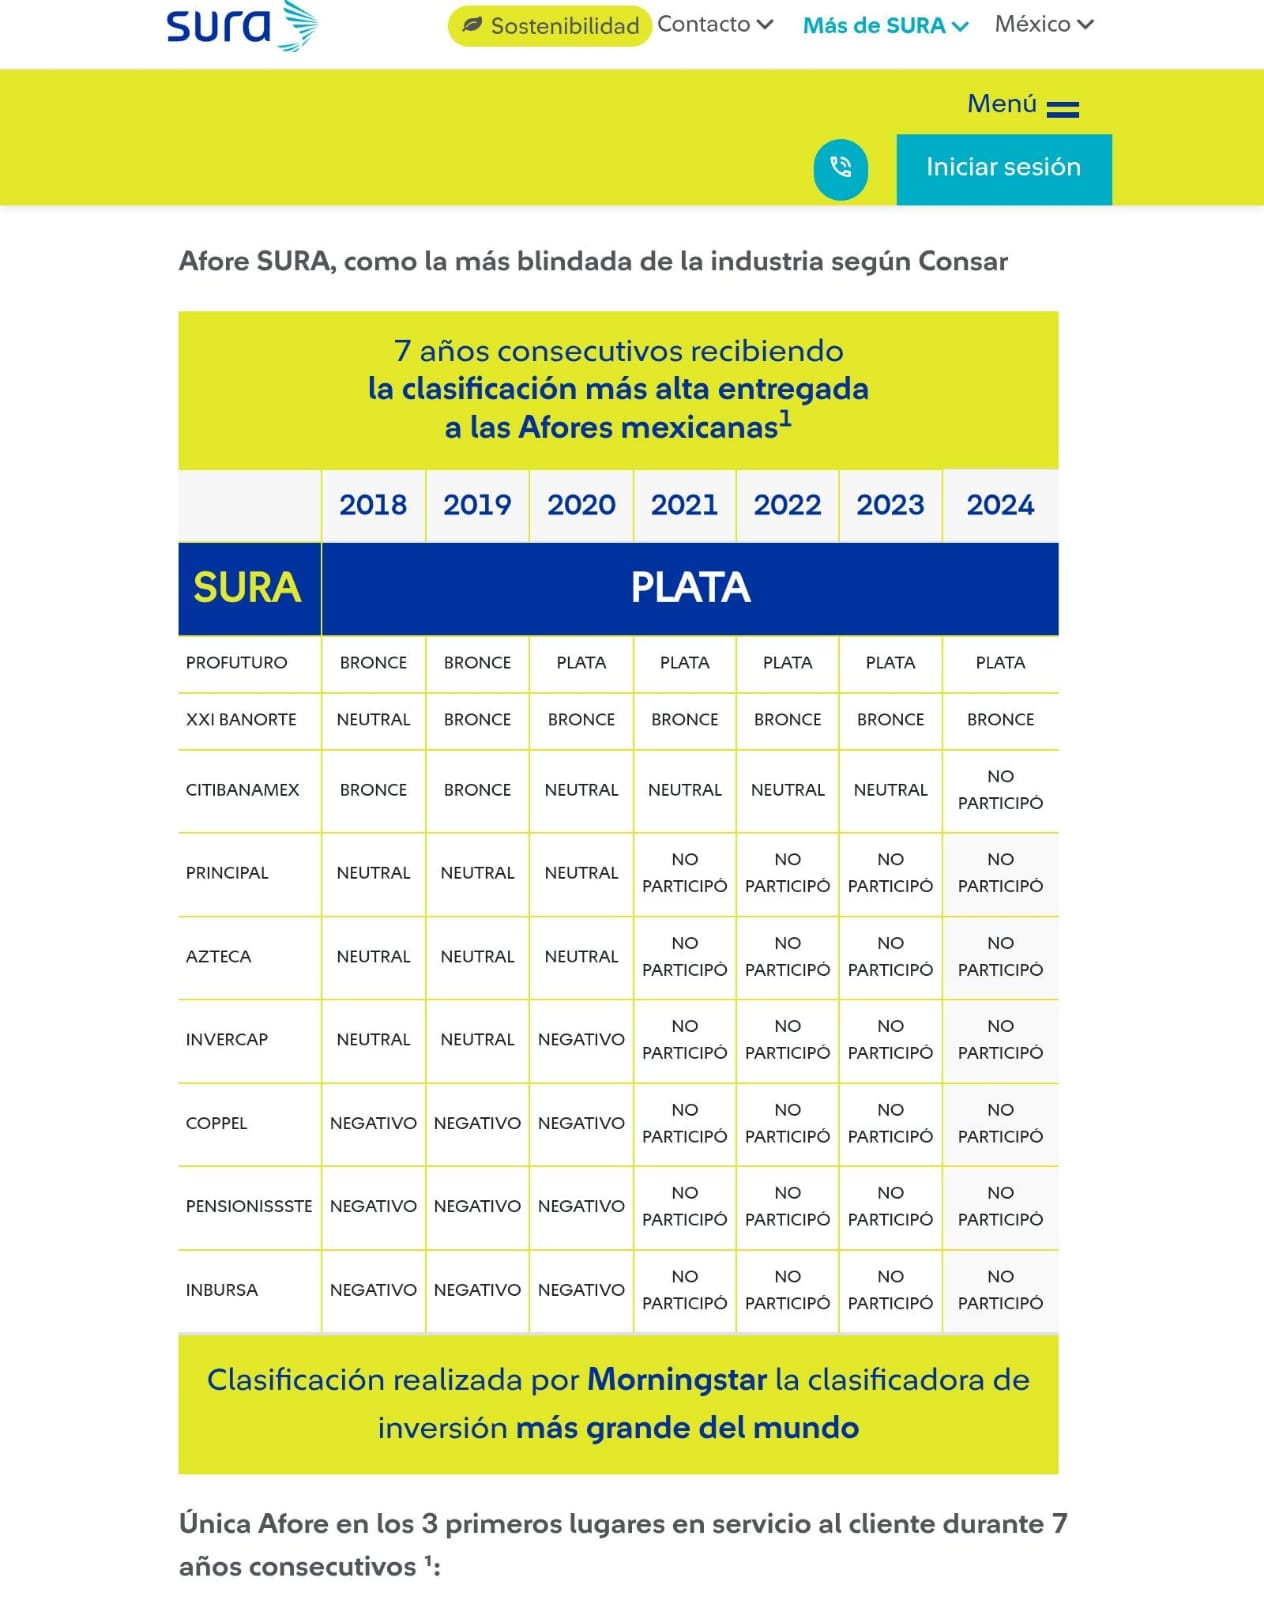 sura
Sostenibilidad Contacto Más de SURA México
Menú
Iniciar sesión
Afore SURA, como la más blindada de la industria según Consar
7 años consecutivos recibiendo
la clasificación más alta entregada
a las Afores mexicanas¹
2018 2019 2020 2021 2022 2023 2024
SURA PLATA
PROFUTURO BRONCE BRONCE PLATA PLATA PLATA PLATA PLATA
XXI BANORTE NEUTRAL BRONCE BRONCE BRONCE BRONCE BRONCE BRONCE
CITIBANAMEX BRONCE BRONCE NEUTRAL NEUTRAL NEUTRAL NEUTRAL NO PARTICIPÓ
PRINCIPAL NEUTRAL NEUTRAL NEUTRAL NO PARTICIPÓ NO PARTICIPÓ NO PARTICIPÓ NO PARTICIPÓ
AZTECA NEUTRAL NEUTRAL NEUTRAL NO PARTICIPÓ NO PARTICIPÓ NO PARTICIPÓ NO PARTICIPÓ
INVERCAP NEUTRAL NEUTRAL NEGATIVO NO PARTICIPÓ NO PARTICIPÓ NO PARTICIPÓ NO PARTICIPÓ
COPPEL NEGATIVO NEGATIVO NEGATIVO NO PARTICIPÓ NO PARTICIPÓ NO PARTICIPÓ NO PARTICIPÓ
PENSIONISSSTE NEGATIVO NEGATIVO NEGATIVO NO PARTICIPÓ NO PARTICIPÓ NO PARTICIPÓ NO PARTICIPÓ
INBURSA NEGATIVO NEGATIVO NEGATIVO NO PARTICIPÓ NO PARTICIPÓ NO PARTICIPÓ NO PARTICIPÓ
Clasificación realizada por Morningstar la clasificadora de
inversión más grande del mundo
Única Afore en los 3 primeros lugares en servicio al cliente durante 7
años consecutivos ¹: